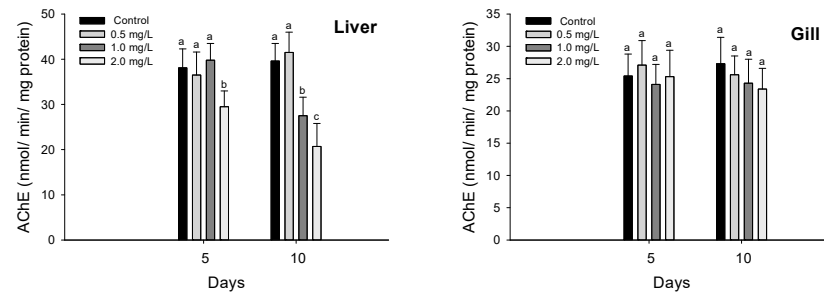 Control
0.5 mg/L
1.0 mg/L
2.0 mg/L
Liver
AChE (nmol/ min/ mg protein)
50
40
30
20
10
0
a a a b
a a b c
5 10
Days
Control
0.5 mg/L
1.0 mg/L
2.0 mg/L
Gill
AChE (nmol/ min/ mg protein)
35
30
25
20
15
10
5
0
a a a a
a a a a
5 10
Days